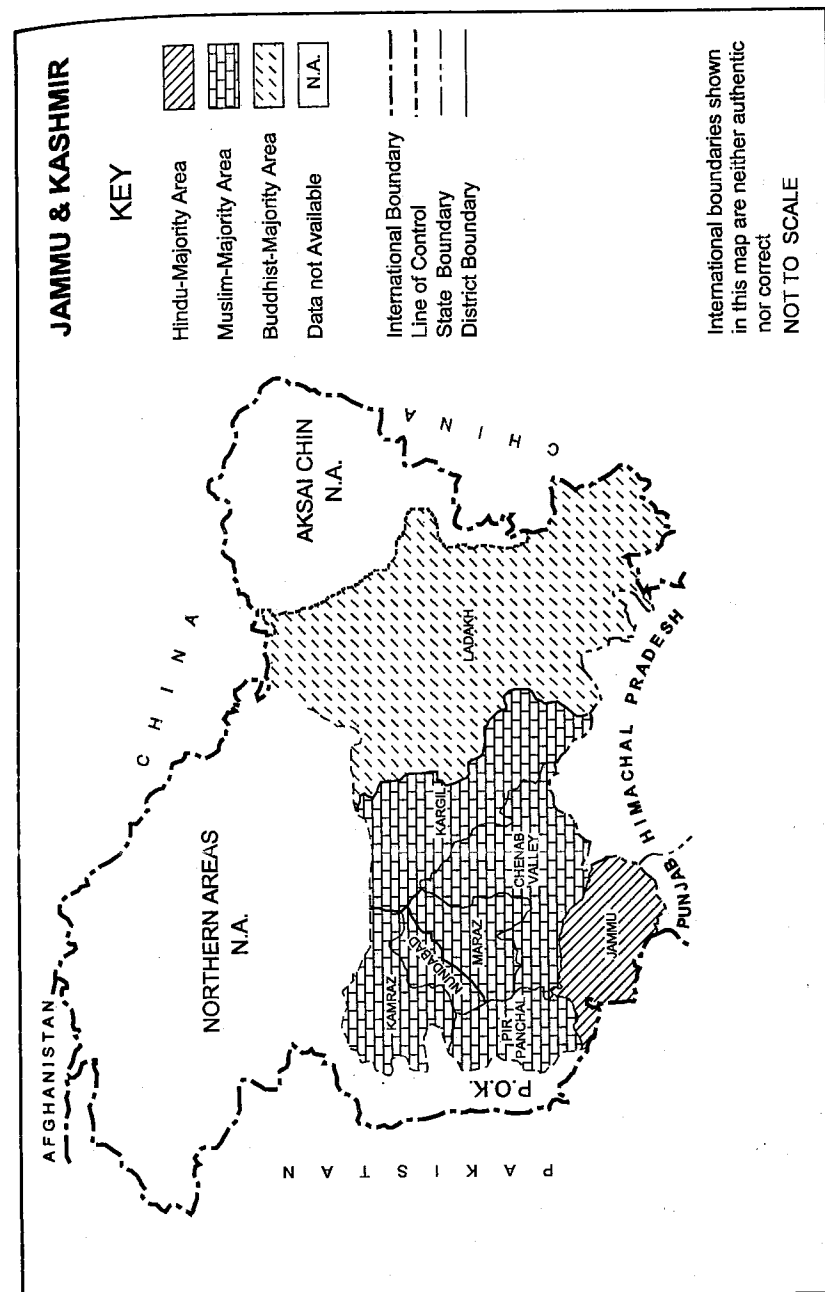 JAMMU & KASHMIR
KEY
Hindu-Majority Area
Muslim-Majority Area
Buddhist-Majority Area
Data not Available
N.A.
International Boundary
Line of Control
State Boundary
District Boundary
International boundaries shown
in this map are neither authentic
nor correct
NOT TO SCALE
AFGHANISTAN
CHINA
NORTHERN AREAS
N.A.
AKSAI CHIN
N.A.
CHINA
LADAKH
KARGIL
KAMRAZ
NUNDABAD
MARAZ
CHENAB
VALLEY
PIR
PANCHAL
JAMMU
P.O.K.
PAKISTAN
PUNJAB
HIMACHAL PRADESH